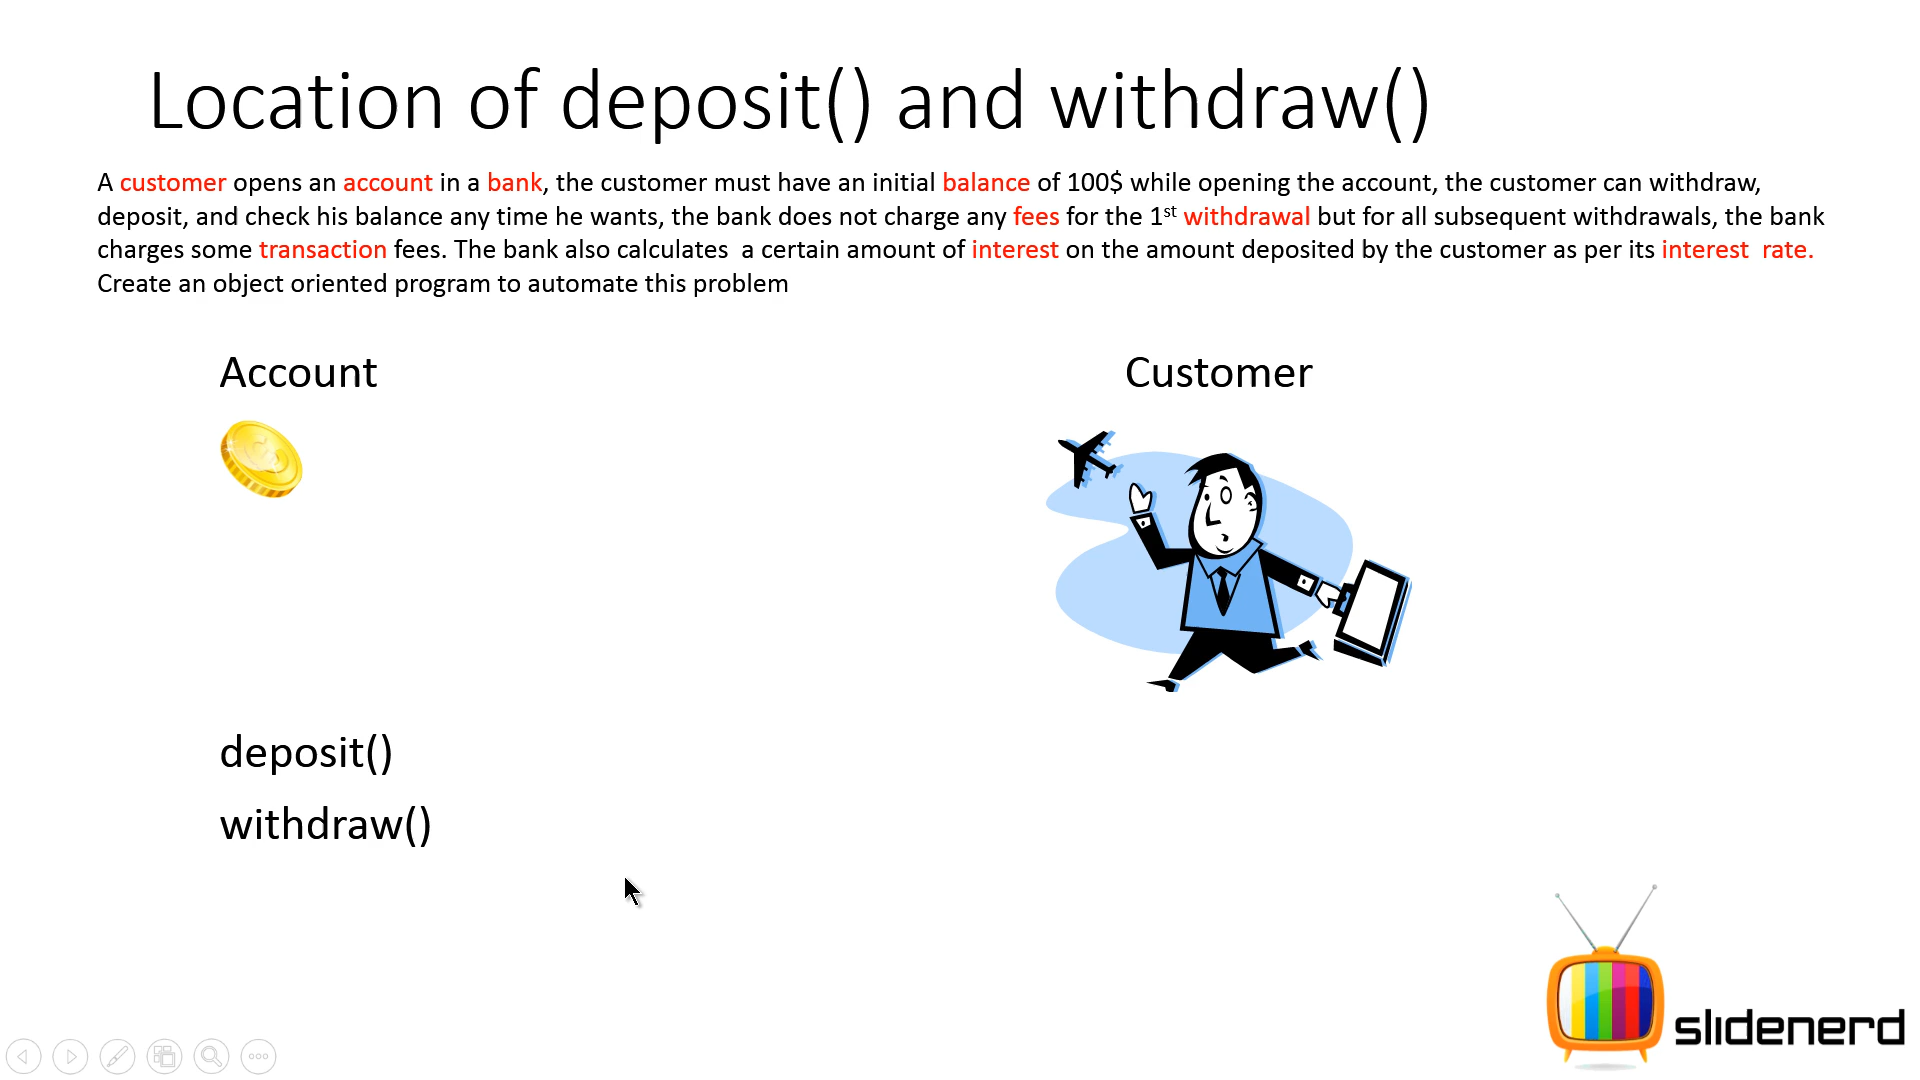 Location of deposit() and withdraw()
A customer opens an account in a bank, the customer must have an initial balance of 100$ while opening the account, the customer can withdraw,
deposit, and check his balance any time he wants, the bank does not charge any fees for the 1st withdrawal but for all subsequent withdrawals, the bank
charges some transaction fees. The bank also calculates  a certain amount of interest on the amount deposited by the customer as per its interest  rate.
Create an object oriented program to automate this problem
Account
Customer
deposit()
withdraw()
slidenerd